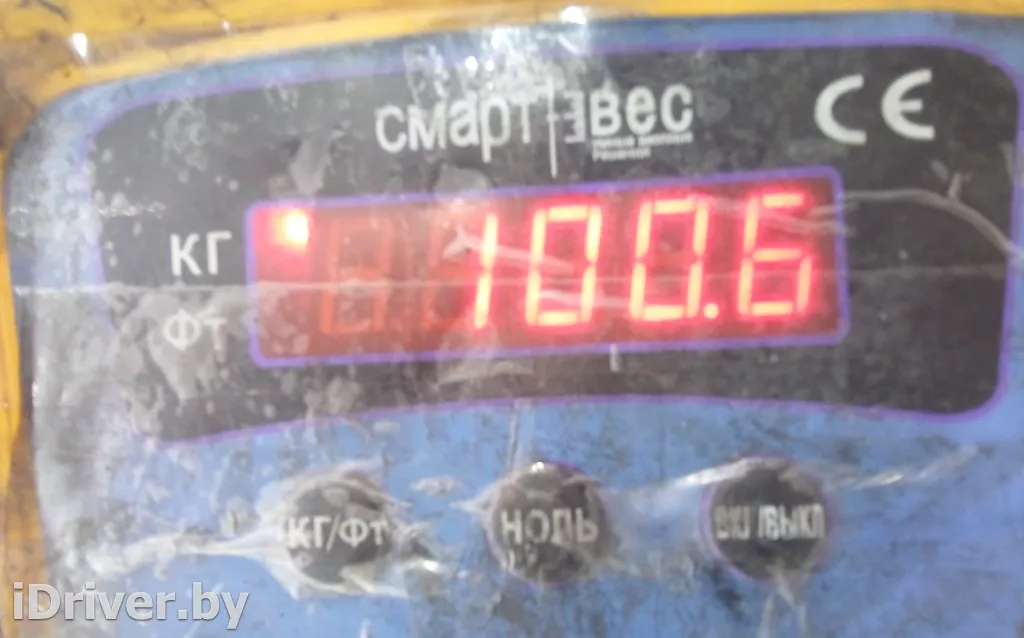 смарт вес
CE
100.6
КГ
ФТ
КГ/ФТ
НОЛЬ
ВКЛ/ВЫКЛ
iDriver.by